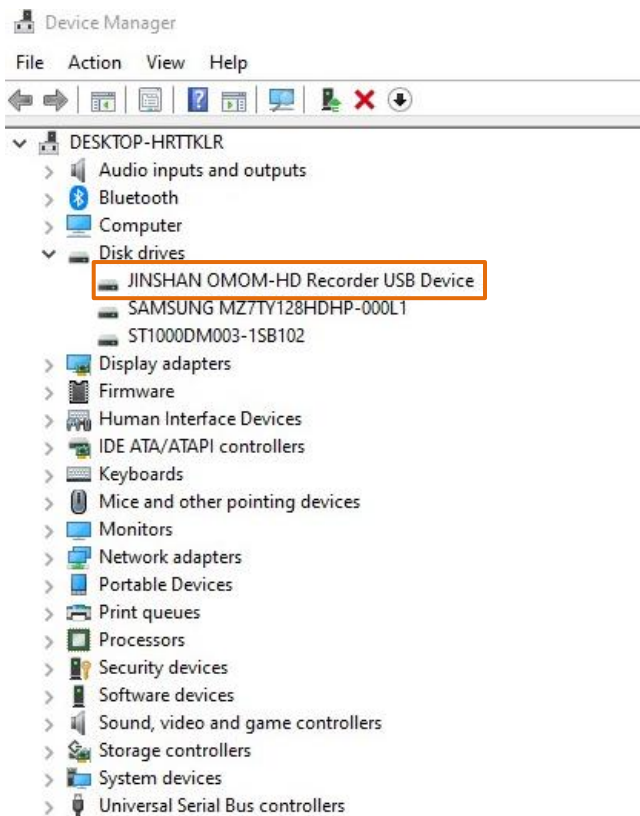 Device Manager
File Action View Help
DESKTOP-HRTTKLR
Audio inputs and outputs
Bluetooth
Computer
Disk drives
JINSHAN OMOM-HD Recorder USB Device
SAMSUNG MZ7TY128HDHP-000L1
ST1000DM003-1SB102
Display adapters
Firmware
Human Interface Devices
IDE ATA/ATAPI controllers
Keyboards
Mice and other pointing devices
Monitors
Network adapters
Portable Devices
Print queues
Processors
Security devices
Software devices
Sound, video and game controllers
Storage controllers
System devices
Universal Serial Bus controllers